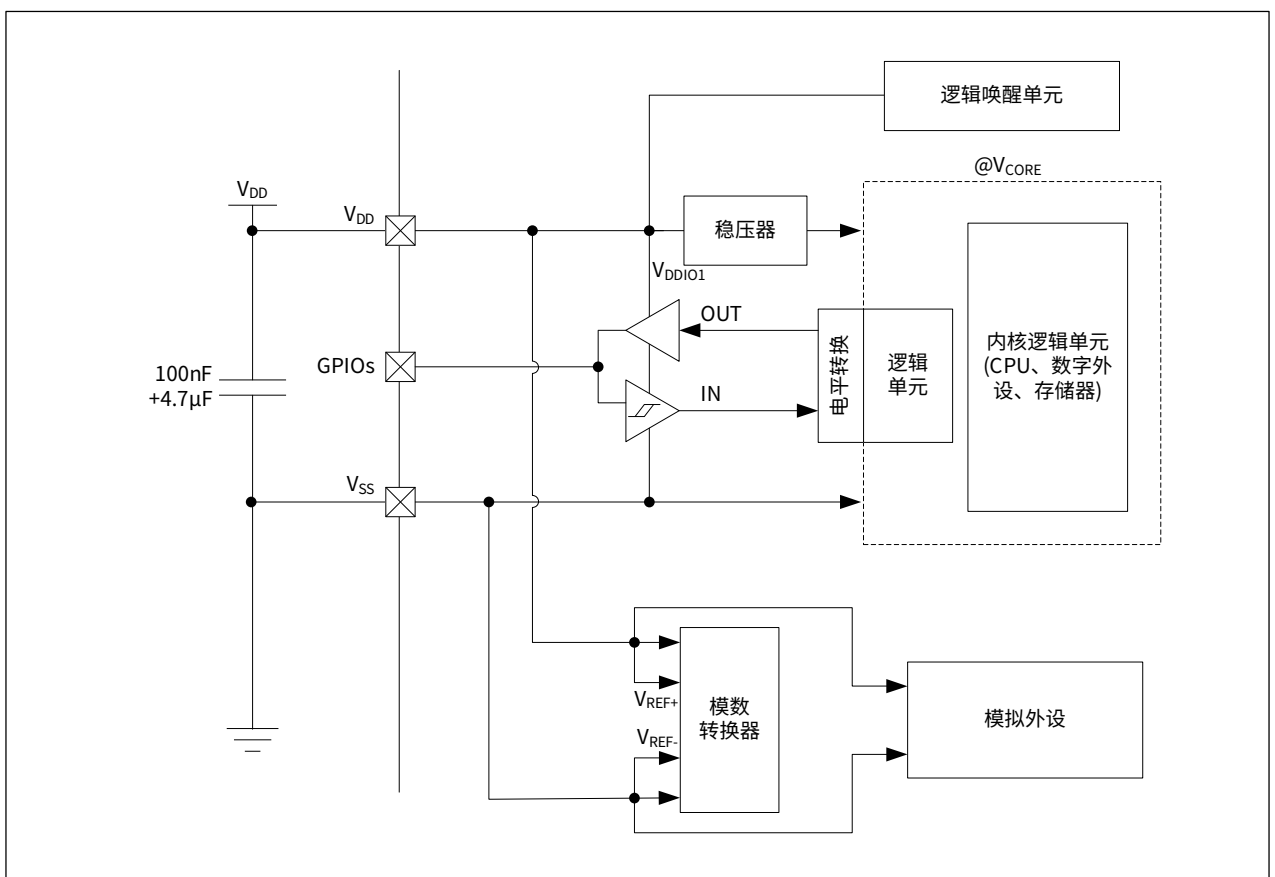 逻辑唤醒单元
@VCORE
VDD
VDD
稳压器
VDDIO1
OUT
GPIOs
100nF
+4.7μF
IN
电平转换
逻辑
单元
内核逻辑单元
(CPU、数字外
设、存储器)
VSS
VREF+
模数
转换器
VREF-
模拟外设